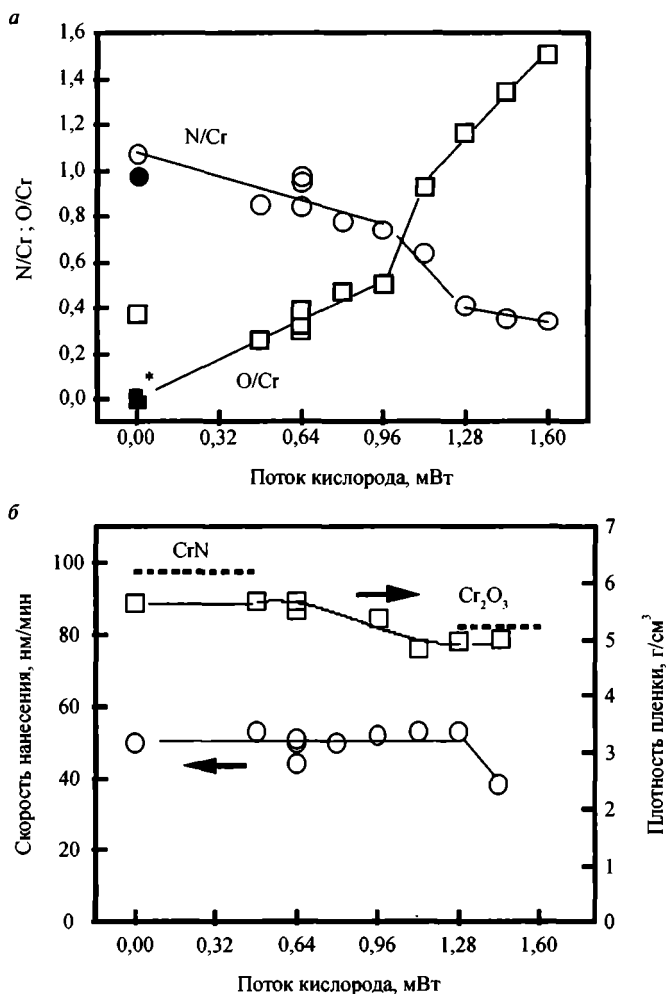 а
1,6
1,4
1,2
1,0
0,8
0,6
0,4
0,2
0,0
N/Cr ; O/Cr
N/Cr
O/Cr
*
0,00 0,32 0,64 0,96 1,28 1,60
Поток кислорода, мВт
б
100
80
60
40
20
0
Скорость нанесения, нм/мин
CrN
Cr₂O₃
7
6
5
4
3
2
1
0
Плотность пленки, г/см³
0,00 0,32 0,64 0,96 1,28 1,60
Поток кислорода, мВт